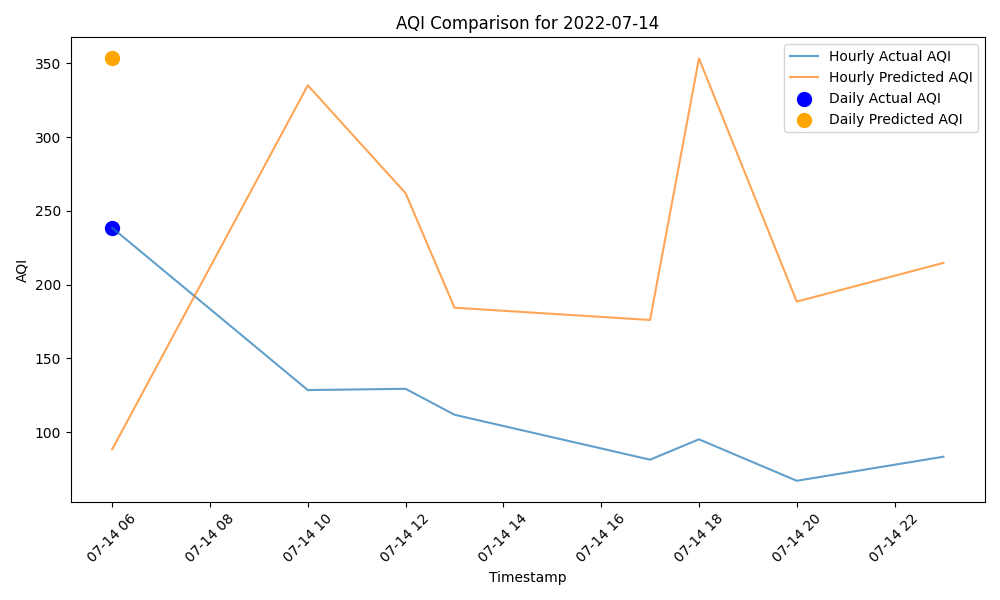 AQI Comparison for 2022-07-14
Hourly Actual AQI
Hourly Predicted AQI
Daily Actual AQI
Daily Predicted AQI
AQI
350
300
250
200
150
100
07-14 06
07-14 08
07-14 10
07-14 12
07-14 14
07-14 16
07-14 18
07-14 20
07-14 22
Timestamp